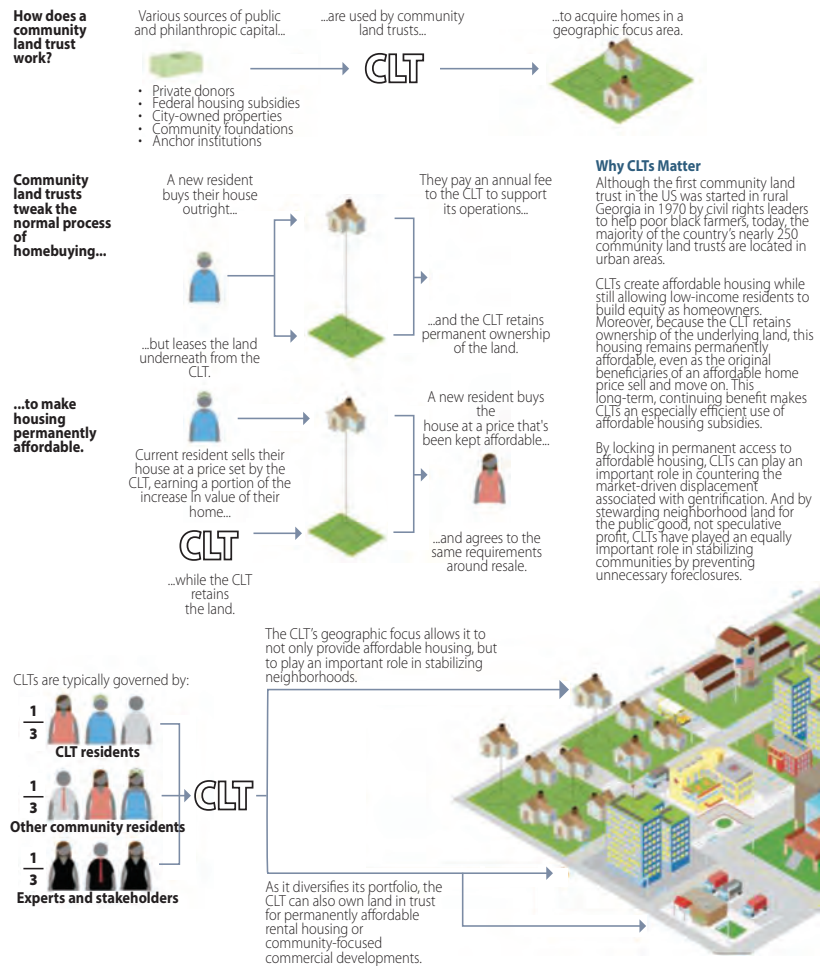 How does a
community
land trust
work?
Various sources of public
and philanthropic capital...
• Private donors
• Federal housing subsidies
• City-owned properties
• Community foundations
• Anchor institutions
...are used by community
land trusts...
CLT
...to acquire homes in a
geographic focus area.
Community
land trusts
tweak the
normal process
of
homebuying...
A new resident
buys their house
outright...
...but leases the land
underneath from the
CLT.
They pay an annual fee
to the CLT to support
its operations...
...and the CLT retains
permanent ownership
of the land.
...to make
housing
permanently
affordable.
Current resident sells their
house at a price set by the
CLT, earning a portion of the
increase in value of their
home...
CLT
...while the CLT
retains
the land.
A new resident buys
the
house at a price that's
been kept affordable...
...and agrees to the
same requirements
around resale.
Why CLTs Matter
Although the first community land
trust in the US was started in rural
Georgia in 1970 by civil rights leaders
to help poor black farmers, today, the
majority of the country's nearly 250
community land trusts are located in
urban areas.
CLTs create affordable housing while
still allowing low-income residents to
build equity as homeowners.
Moreover, because the CLT retains
ownership of the underlying land, this
housing remains permanently
affordable, even as the original
beneficiaries of an affordable home
price sell and move on. This
long-term, continuing benefit makes
CLTs an especially efficient use of
affordable housing subsidies.
By locking in permanent access to
affordable housing, CLTs can play an
important role in countering the
market-driven displacement
associated with gentrification. And by
stewarding neighborhood land for
the public good, not speculative
profit, CLTs have played an equally
important role in stabilizing
communities by preventing
unnecessary foreclosures.
CLTs are typically governed by:
1
3
CLT residents
1
3
Other community residents
1
3
Experts and stakeholders
CLT
The CLT's geographic focus allows it to
not only provide affordable housing, but
to play an important role in stabilizing
neighborhoods.
As it diversifies its portfolio, the
CLT can also own land in trust
for permanently affordable
rental housing or
community-focused
commercial developments.